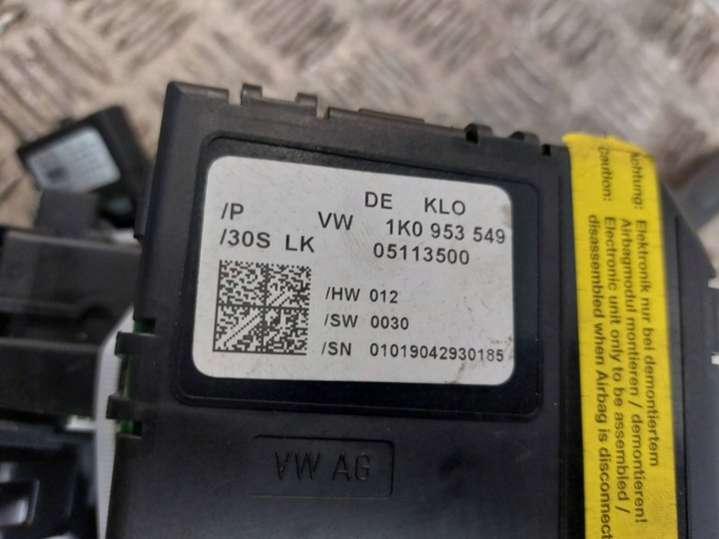 DE KLO
/P VW 1K0 953 549
/30S LK 05113500
/HW 012
/SW 0030
/SN 01019042930185
VW AG
Achtung:
Elektronik nur bei demontiertem
Airbagmodul montieren / demontieren!
Caution:
Electronic unit only to be assembled /
disassembled when Airbag is disconnect